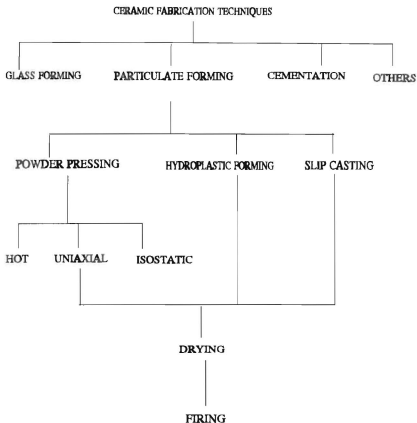 CERAMIC FABRICATION TECHNIQUES
GLASS FORMING PARTICULATE FORMING CEMENTATION OTHERS
POWDER PRESSING HYDROPLASTIC FORMING SLIP CASTING
HOT UNIAXIAL ISOSTATIC
DRYING
FIRING